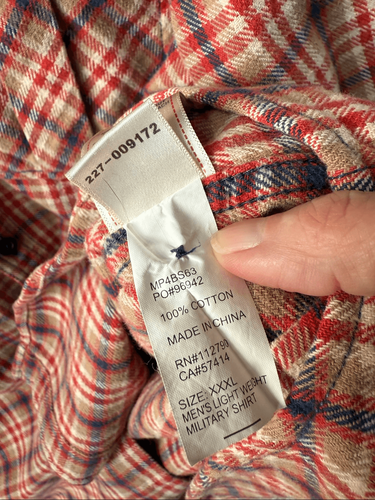 227-009172
MP4BS63
PO#96942
100% COTTON
MADE IN CHINA
RN#112791
CA#57414
SIZE: XXXL
MEN'S LIGHT WEIGHT
MILITARY SHIRT